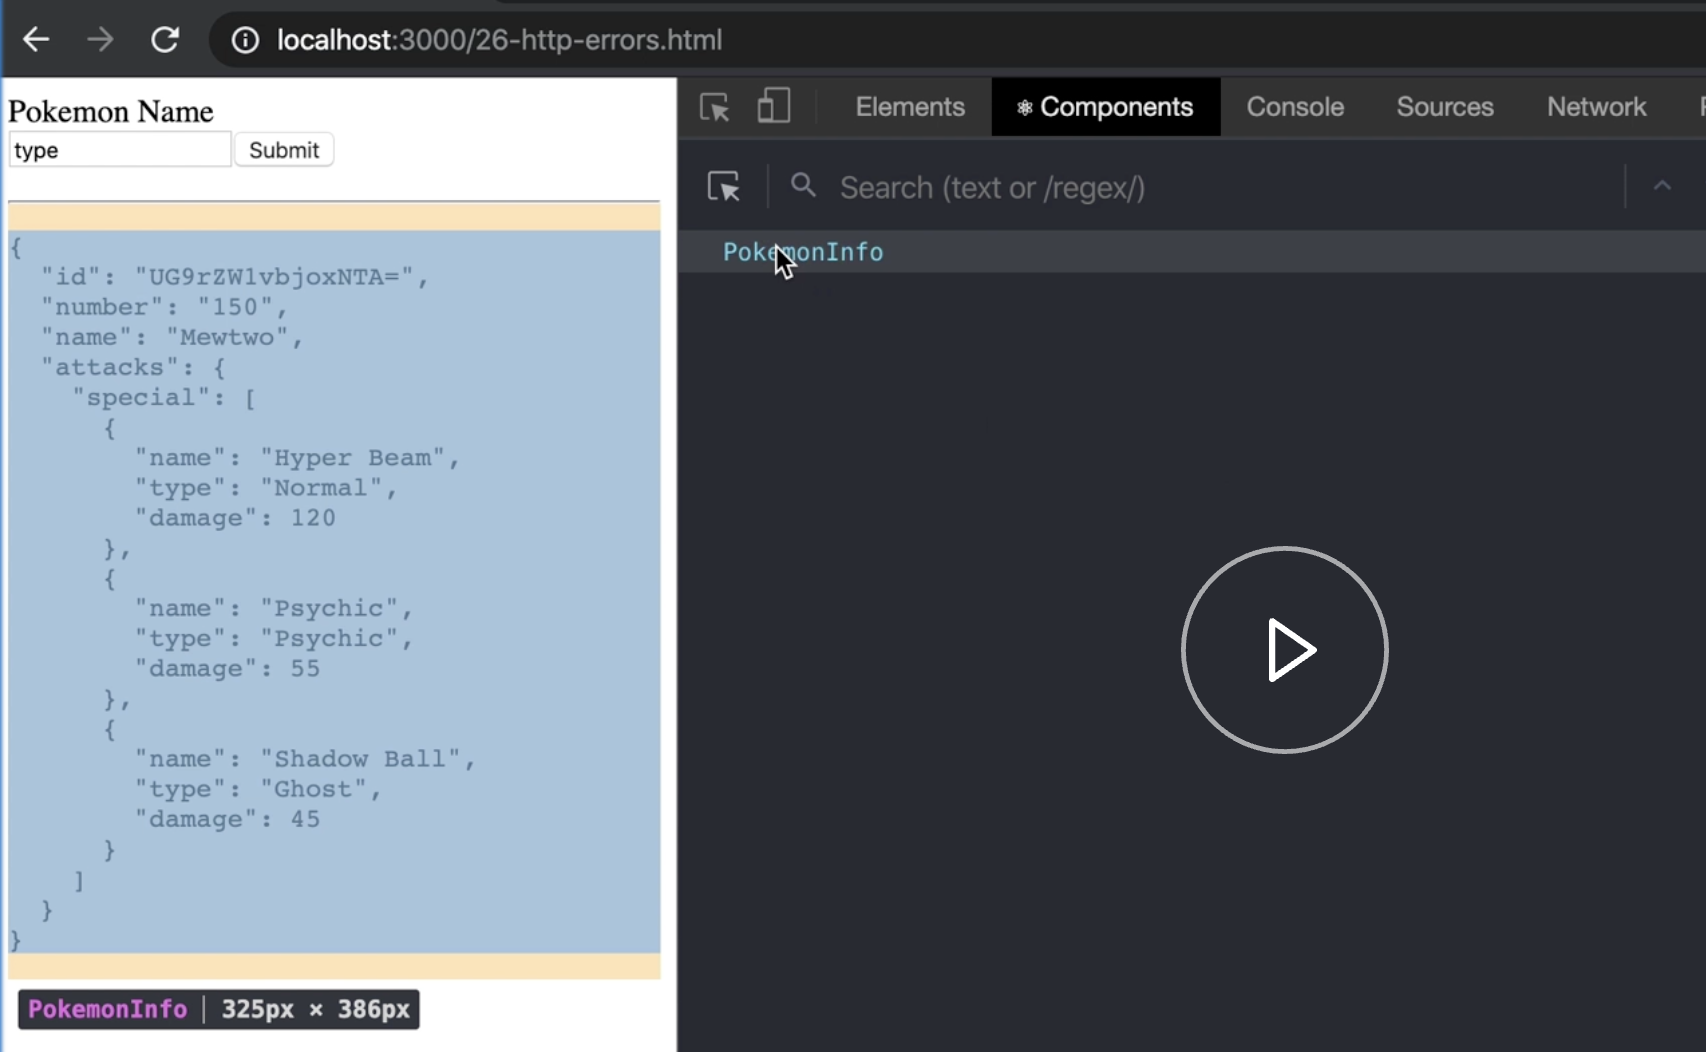 localhost:3000/26-http-errors.html
Elements Components Console Sources Network
Pokemon Name
type Submit
Search (text or /regex/)
PokemonInfo
{
"id": "UG9rZW1vbjoxNTA=",
"number": "150",
"name": "Mewtwo",
"attacks": {
"special": [
{
"name": "Hyper Beam",
"type": "Normal",
"damage": 120
},
{
"name": "Psychic",
"type": "Psychic",
"damage": 55
},
{
"name": "Shadow Ball",
"type": "Ghost",
"damage": 45
}
]
}
}
PokemonInfo | 325px × 386px